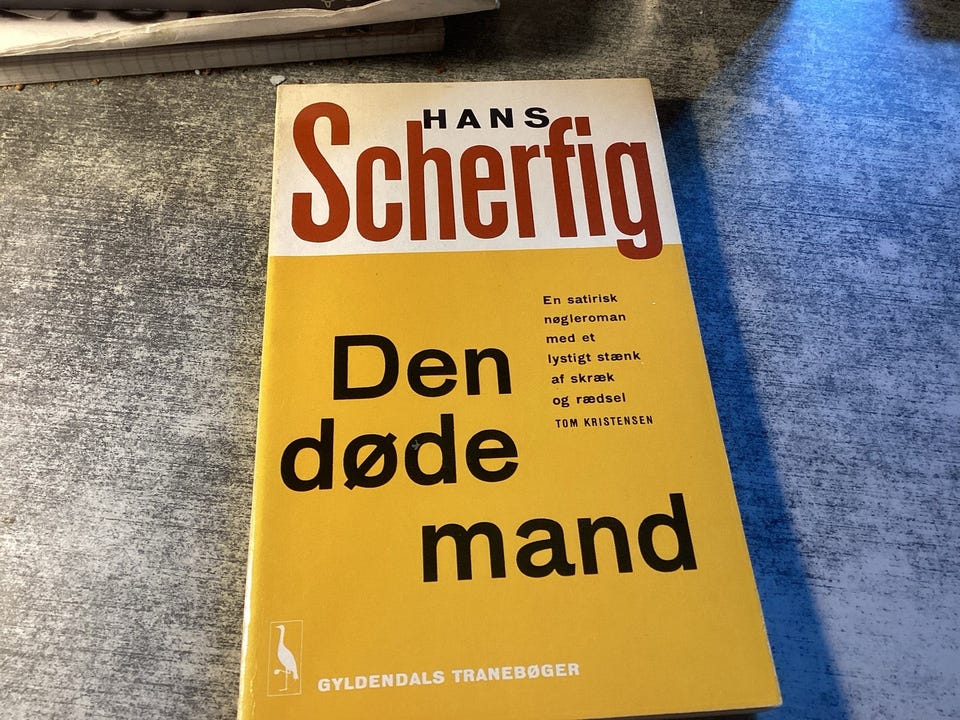 HANS
Scherfig
En satirisk
nøgleroman
med et
lystigt stænk
af skræk
og rædsel
TOM KRISTENSEN
Den
døde
mand
GYLDENDALS TRANEBØGER